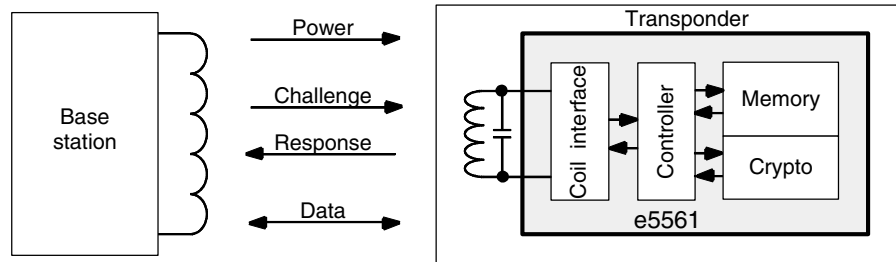 Base
station
Power
Challenge
Response
Data
Transponder
Coil interface
Controller
Memory
Crypto
e5561